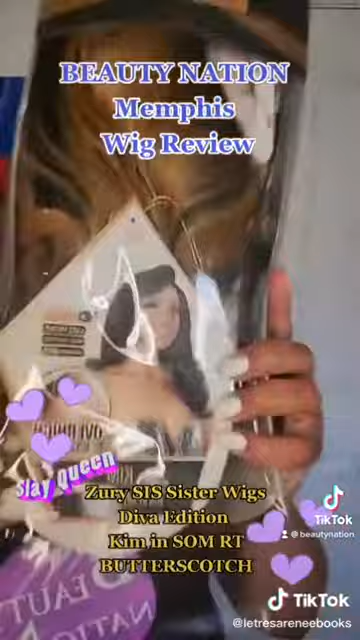 BEAUTY NATION
Memphis
Wig Review
Slay queen
Zury SIS Sister Wigs
Diva Edition
Kim in SOM RT
BUTTERSCOTCH
TikTok
@ beautynation
TikTok
@letresareneebooks